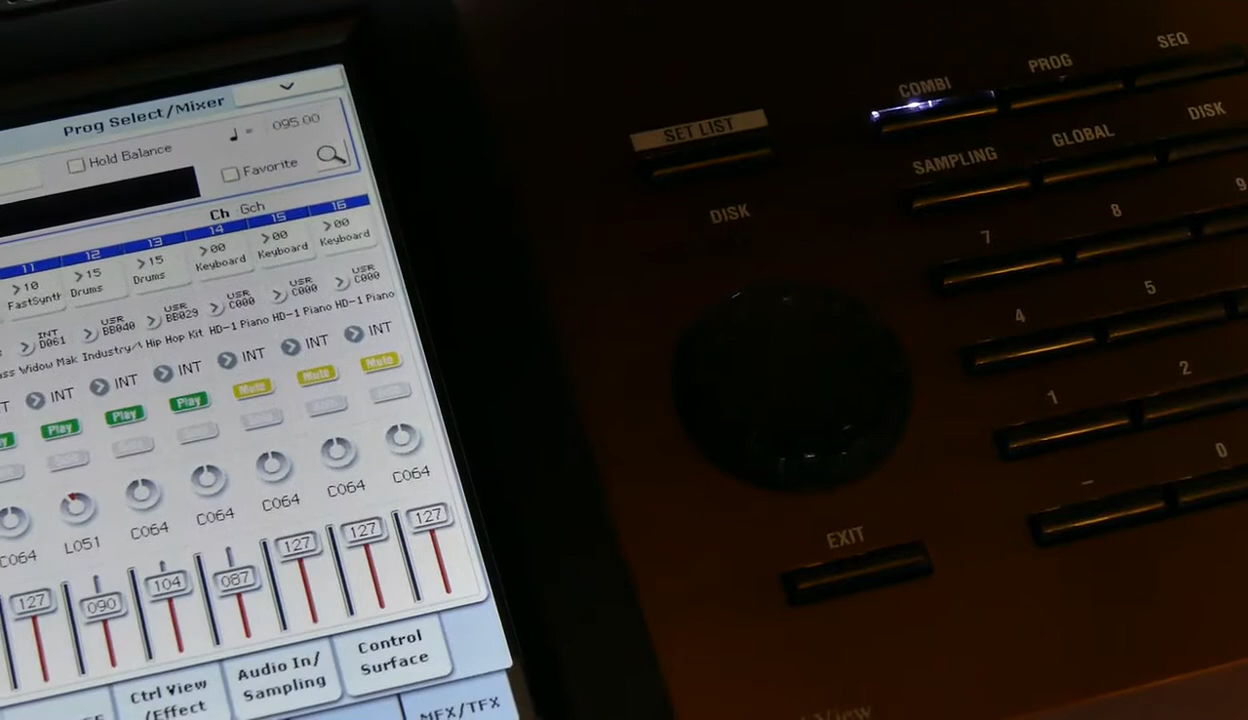 Prog Select/Mixer
Hold Balance
♩ = 095.00
Favorite
Ch Gch
11 12 13 14 15 16
>10 >15 >15 >00 >00 >00
FastSynth Drums Drums Keyboard Keyboard Keyboard
INT USR USR USR USR USR
D061 BB040 BB029 C000 C000 C000
Widow Mak Industry/ Hip Hop Kit HD-1 Piano HD-1 Piano HD-1 Piano
INT INT INT INT INT INT
Play Play Play Mute Mute Mute
C064 L051 C064 C064 C064 C064 C064
127 090 104 087 127 127 127
Ctrl View
/Effect
Audio In/
Sampling
Control
Surface
MFX/TFX
SET LIST
COMBI PROG SEQ
SAMPLING GLOBAL DISK
DISK
7 8 9
4 5
1 2
- 0
EXIT
View